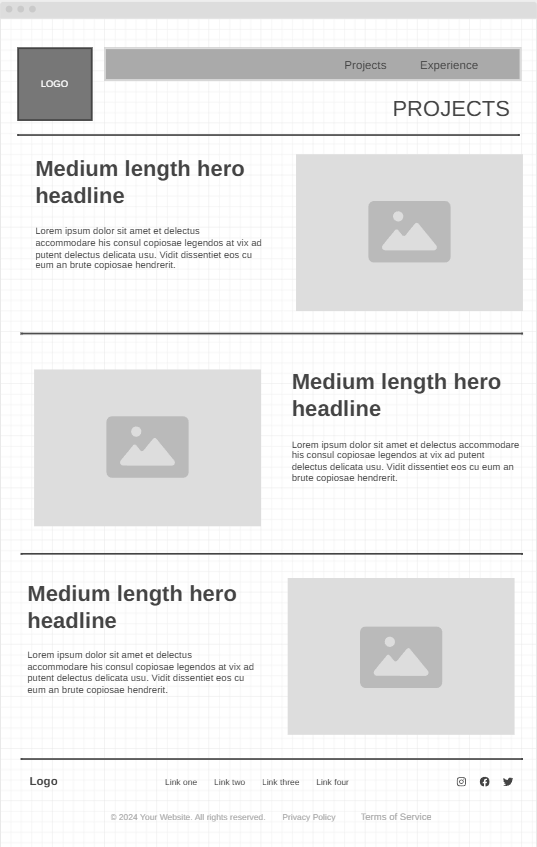 LOGO
Projects Experience
PROJECTS
Medium length hero
headline
Lorem ipsum dolor sit amet et delectus
accommodare his consul copiosae legendos at vix ad
putent delectus delicata usu. Vidit dissentiet eos cu
eum an brute copiosae hendrerit.
Medium length hero
headline
Lorem ipsum dolor sit amet et delectus accommodare
his consul copiosae legendos at vix ad putent
delectus delicata usu. Vidit dissentiet eos cu eum an
brute copiosae hendrerit.
Medium length hero
headline
Lorem ipsum dolor sit amet et delectus
accommodare his consul copiosae legendos at vix ad
putent delectus delicata usu. Vidit dissentiet eos cu
eum an brute copiosae hendrerit.
Logo Link one Link two Link three Link four
© 2024 Your Website. All rights reserved. Privacy Policy Terms of Service